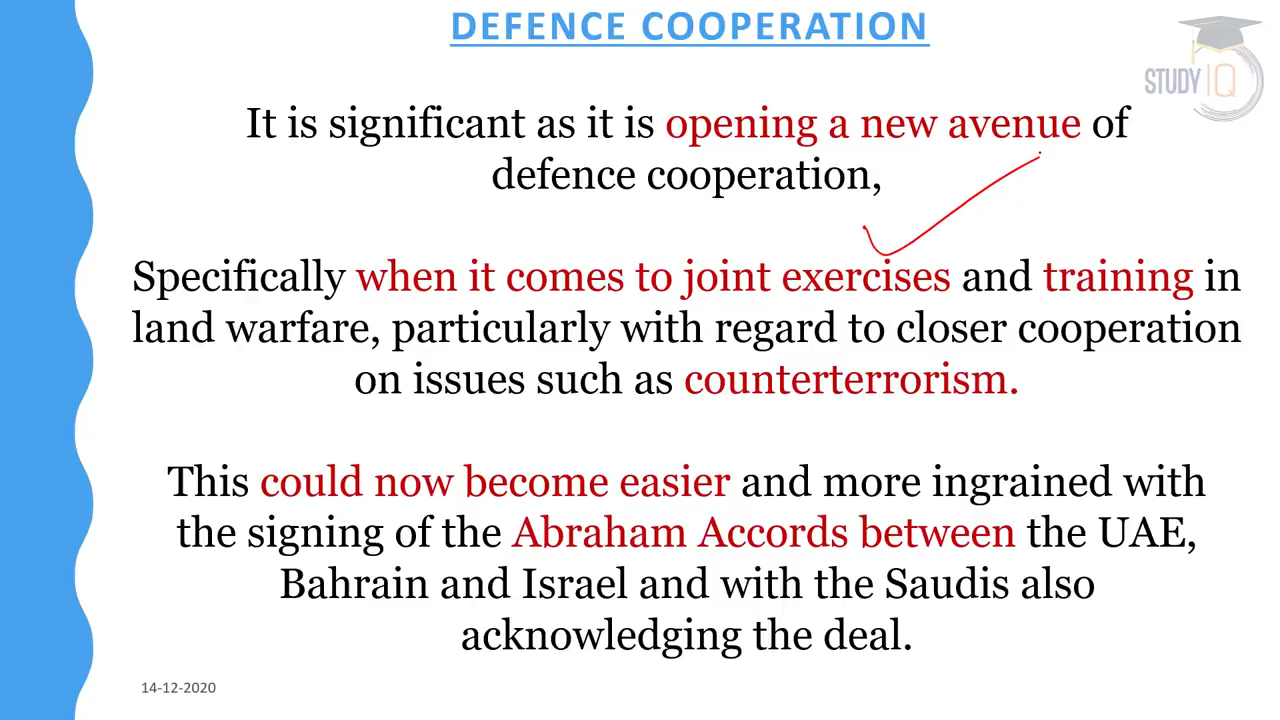 DEFENCE COOPERATION
STUDY IQ
It is significant as it is opening a new avenue of
defence cooperation,
Specifically when it comes to joint exercises and training in
land warfare, particularly with regard to closer cooperation
on issues such as counterterrorism.
This could now become easier and more ingrained with
the signing of the Abraham Accords between the UAE,
Bahrain and Israel and with the Saudis also
acknowledging the deal.
14-12-2020